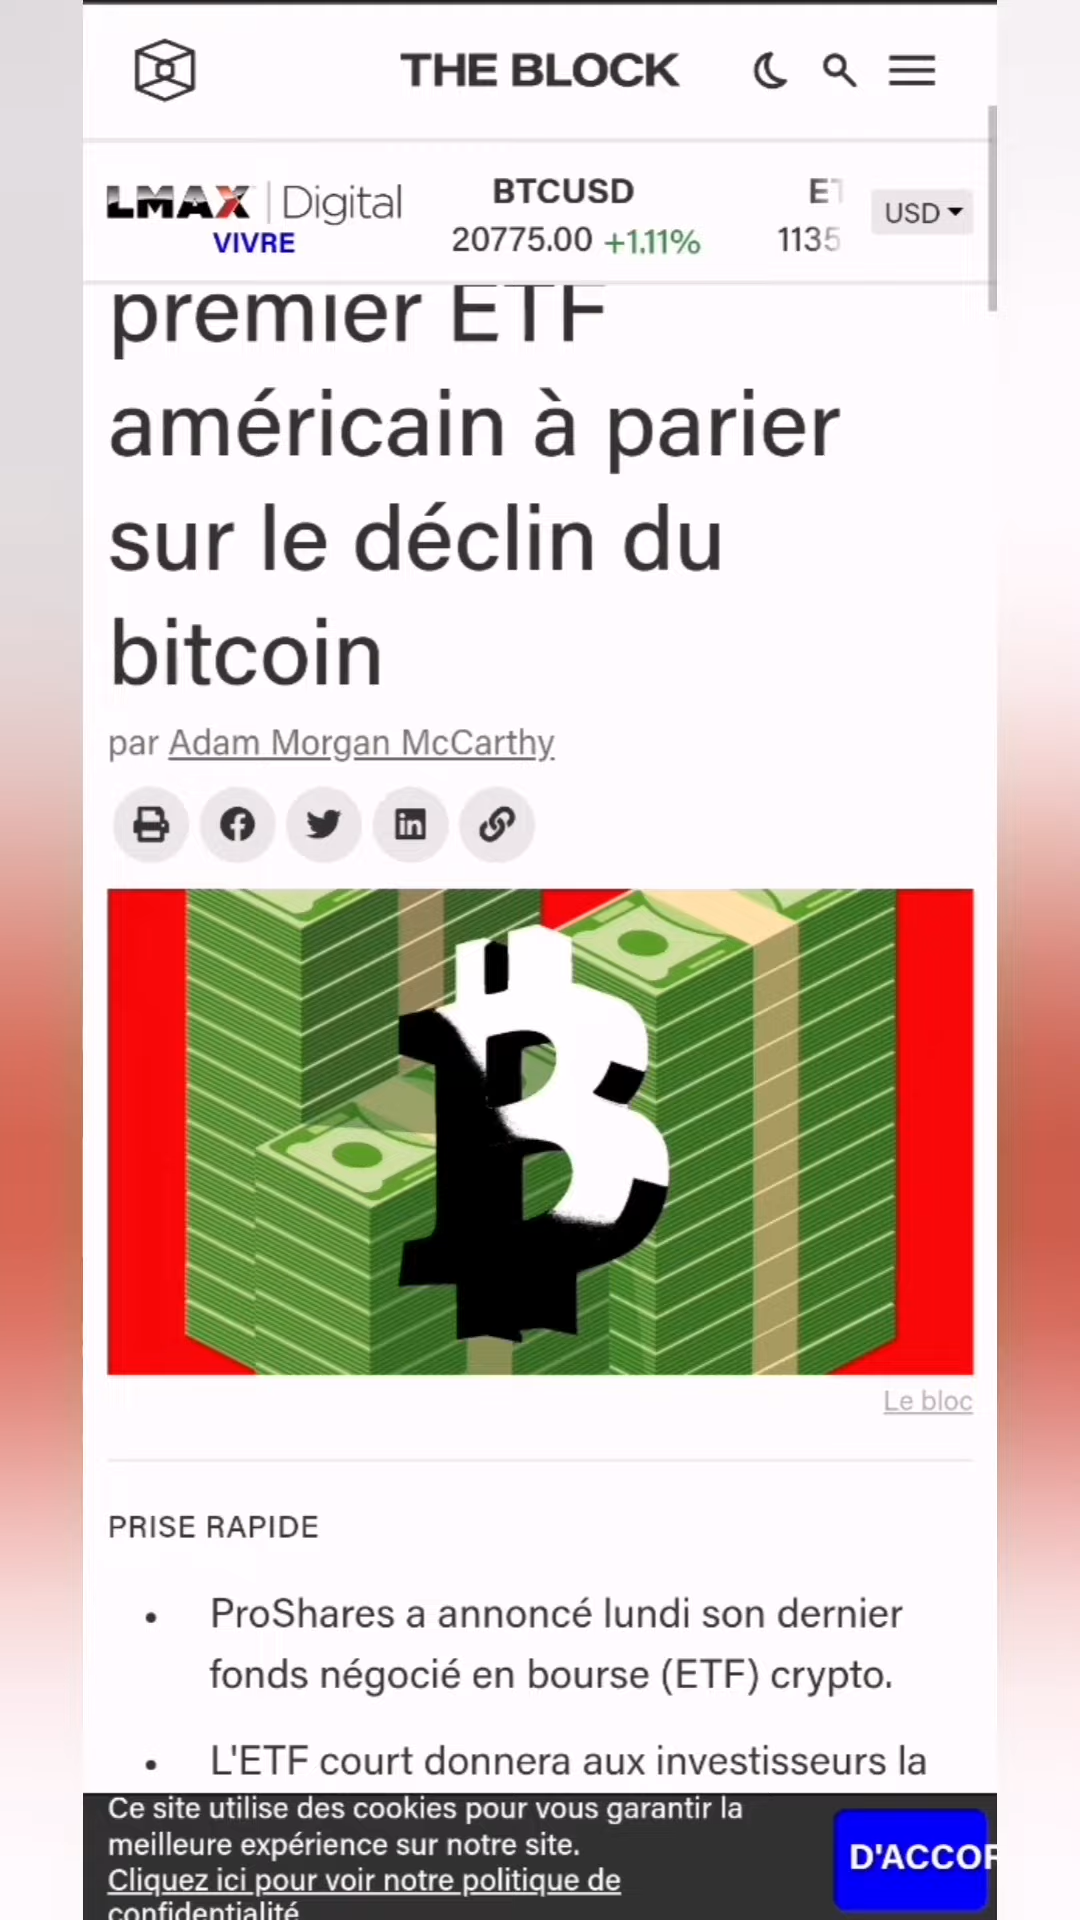 THE BLOCK
LMAX Digital
VIVRE
BTCUSD
20775.00 +1.11%
1135
USD
premier ETF
américain à parier
sur le déclin du
bitcoin
par Adam Morgan McCarthy
Le bloc
PRISE RAPIDE
• ProShares a annoncé lundi son dernier
fonds négocié en bourse (ETF) crypto.
• L'ETF court donnera aux investisseurs la
Ce site utilise des cookies pour vous garantir la
meilleure expérience sur notre site.
Cliquez ici pour voir notre politique de
confidentialité
D'ACCOR